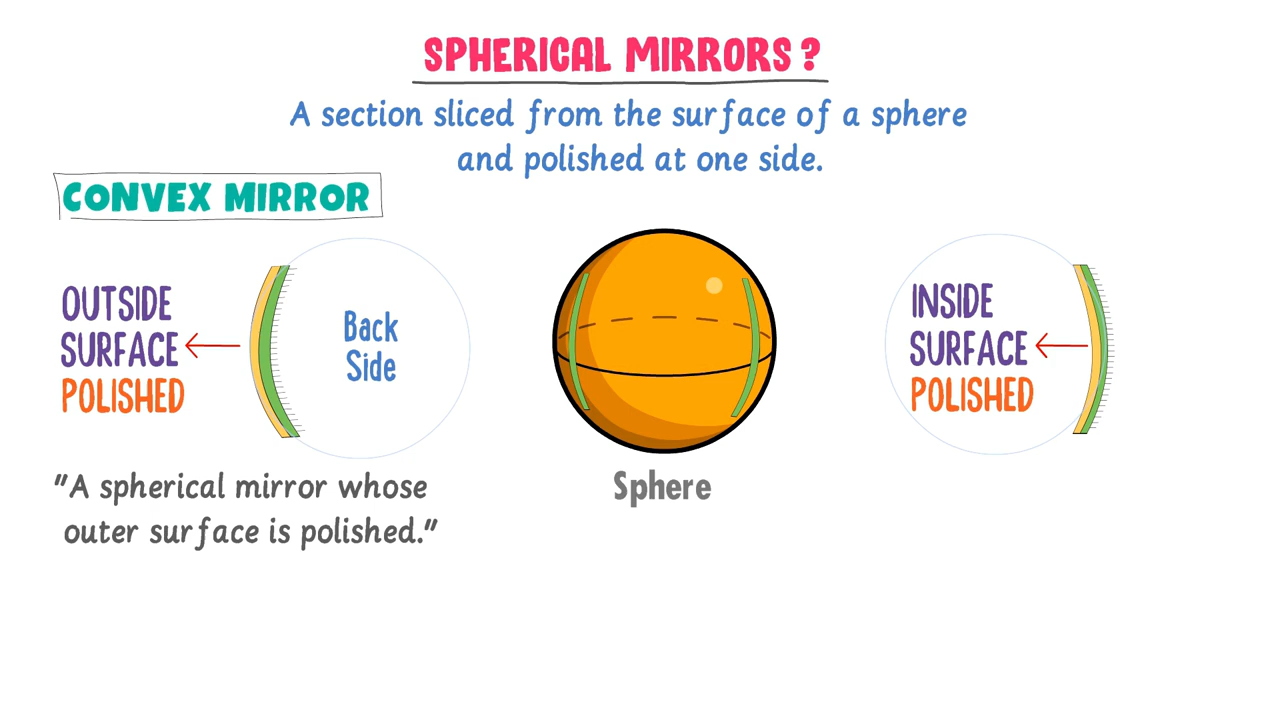 SPHERICAL MIRRORS?
A section sliced from the surface of a sphere
and polished at one side.
CONVEX MIRROR
OUTSIDE
SURFACE
POLISHED
Back
Side
"A spherical mirror whose
outer surface is polished."
Sphere
INSIDE
SURFACE
POLISHED